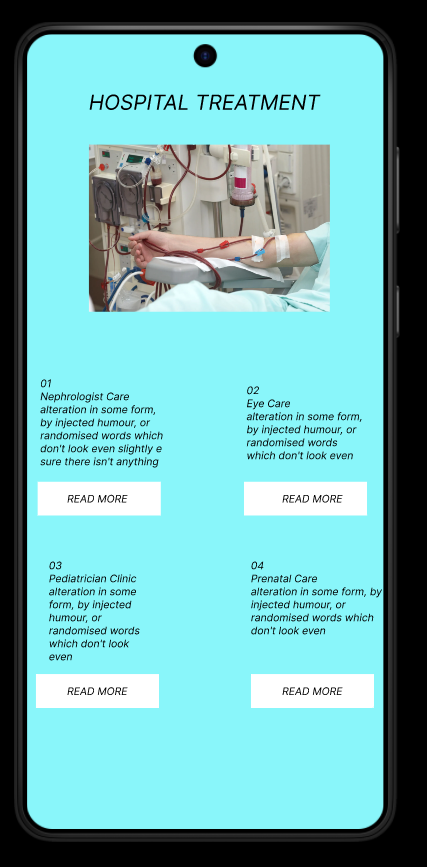 HOSPITAL TREATMENT
01
Nephrologist Care
alteration in some form,
by injected humour, or
randomised words which
don't look even slightly e
sure there isn't anything
READ MORE
02
Eye Care
alteration in some form,
by injected humour, or
randomised words
which don't look even
READ MORE
03
Pediatrician Clinic
alteration in some
form, by injected
humour, or
randomised words
which don't look
even
READ MORE
04
Prenatal Care
alteration in some form, by
injected humour, or
randomised words which
don't look even
READ MORE